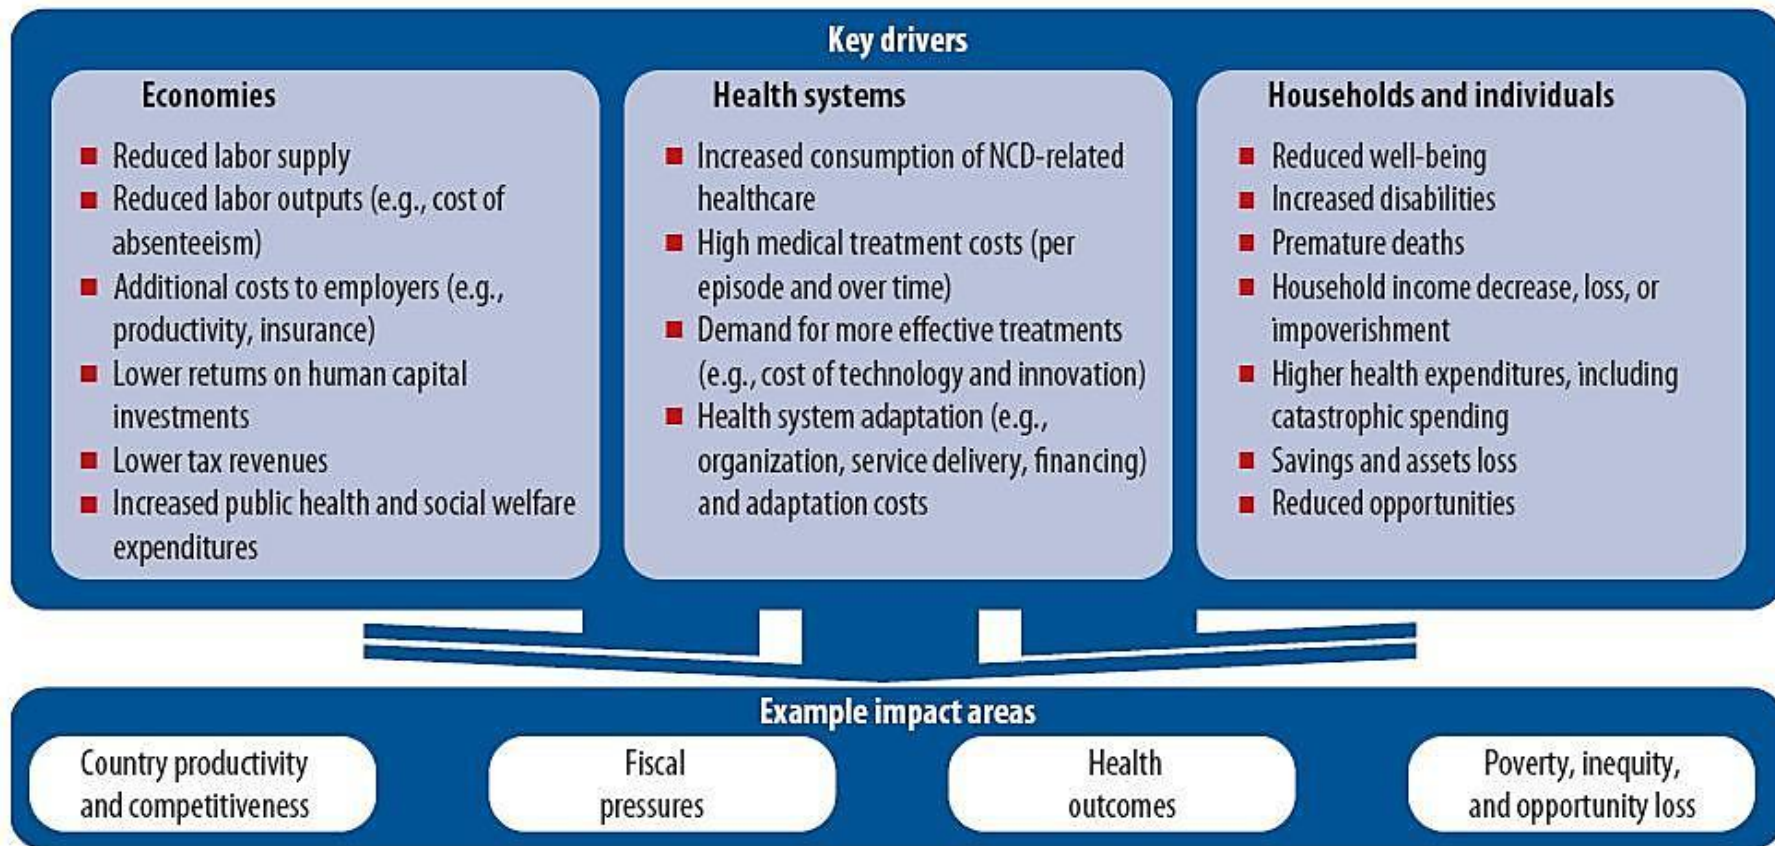 Key drivers
Economies
Reduced labor supply
Reduced labor outputs (e.g., cost of
absenteeism)
Additional costs to employers (e.g.,
productivity, insurance)
Lower returns on human capital
investments
Lower tax revenues
Increased public health and social welfare
expenditures
Health systems
Increased consumption of NCD-related
healthcare
High medical treatment costs (per
episode and over time)
Demand for more effective treatments
(e.g., cost of technology and innovation)
Health system adaptation (e.g.,
organization, service delivery, financing)
and adaptation costs
Households and individuals
Reduced well-being
Increased disabilities
Premature deaths
Household income decrease, loss, or
impoverishment
Higher health expenditures, including
catastrophic spending
Savings and assets loss
Reduced opportunities
Example impact areas
Country productivity
and competitiveness
Fiscal
pressures
Health
outcomes
Poverty, inequity,
and opportunity loss